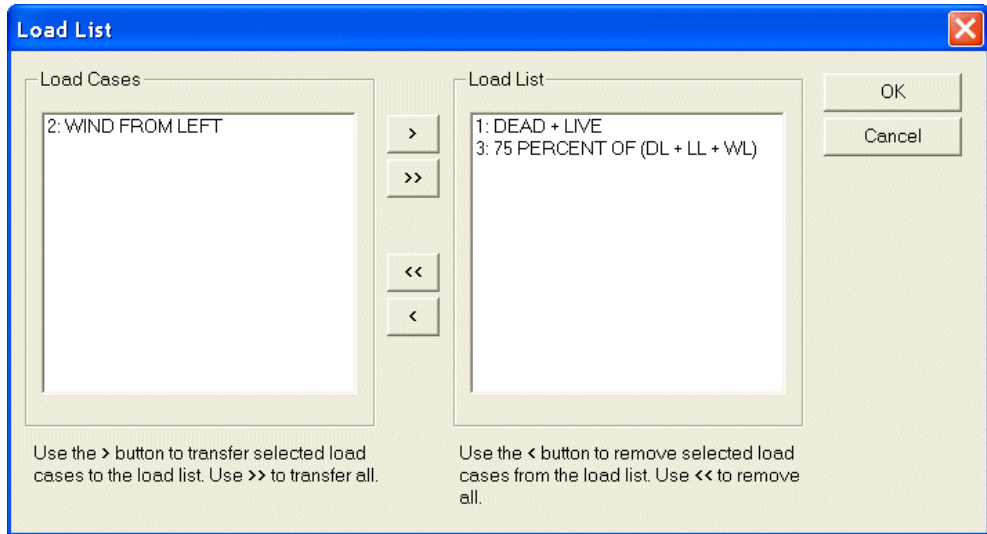 Load List
Load Cases
2: WIND FROM LEFT
>
>>
<<
<
Load List
1: DEAD + LIVE
3: 75 PERCENT OF (DL + LL + WL)
OK
Cancel
Use the > button to transfer selected load
cases to the load list. Use >> to transfer all.
Use the < button to remove selected load
cases from the load list. Use << to remove
all.